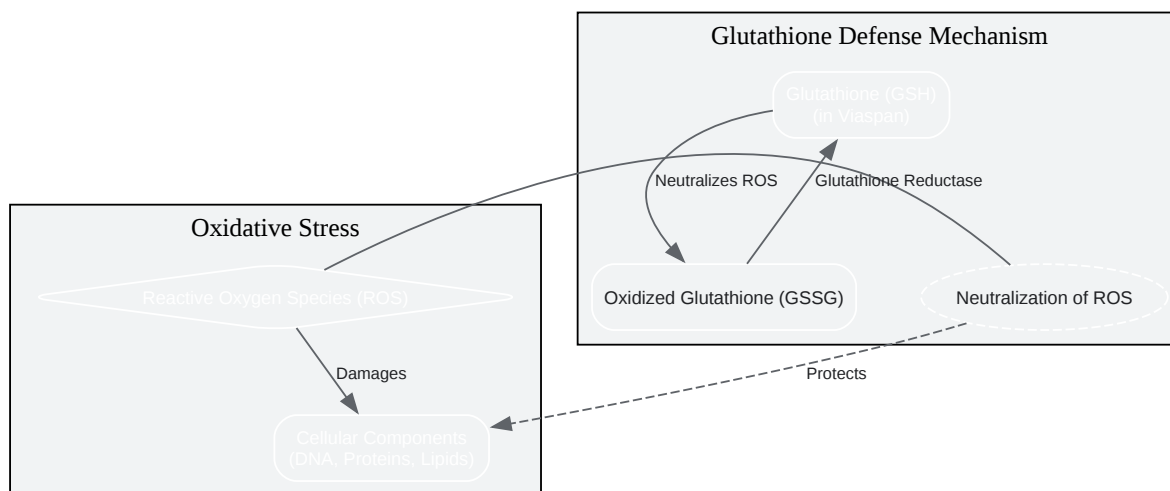 Glutathione Defense Mechanism
Glutathione (GSH)
(in Viaspan)
Neutralizes ROS
Glutathione Reductase
Oxidized Glutathione (GSSG)
Neutralization of ROS
Protects
Oxidative Stress
Reactive Oxygen Species (ROS)
Damages
Cellular Components
(DNA, Proteins, Lipids)